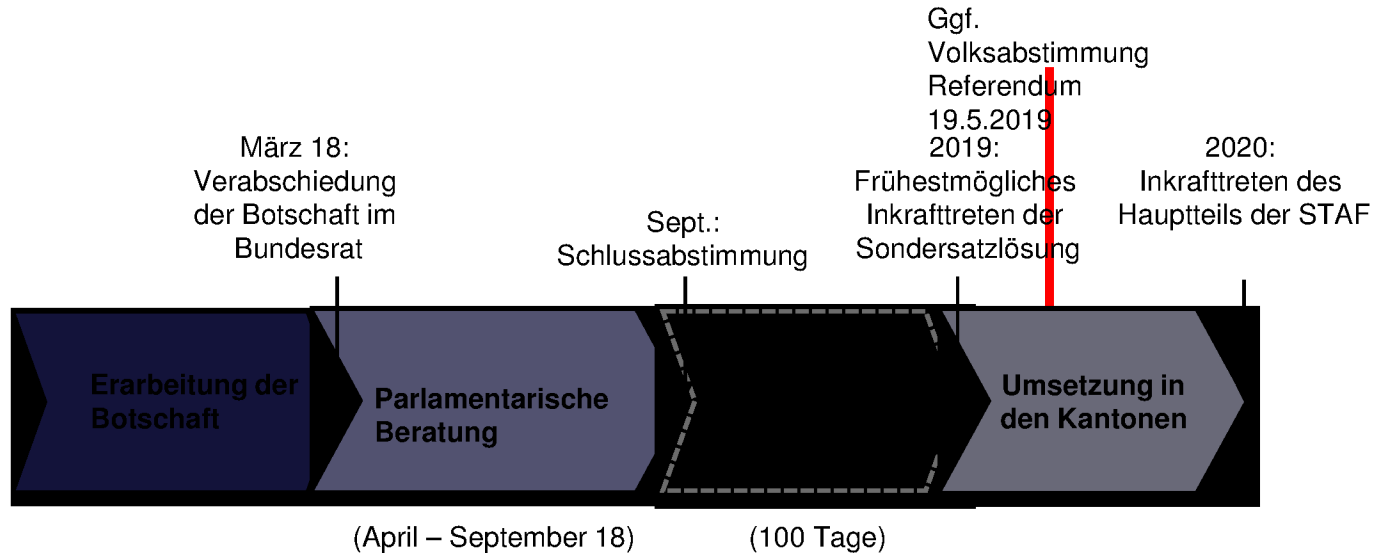 Ggf.
Volksabstimmung
Referendum
19.5.2019
März 18:
Verabschiedung
der Botschaft im
Bundesrat
Sept.:
Schlussabstimmung
2019:
Frühestmögliches
Inkrafttreten der
Sondersatzlösung
2020:
Inkrafttreten des
Hauptteils der STAF
Erarbeitung der
Botschaft
Parlamentarische
Beratung
Umsetzung in
den Kantonen
(April – September 18)
(100 Tage)